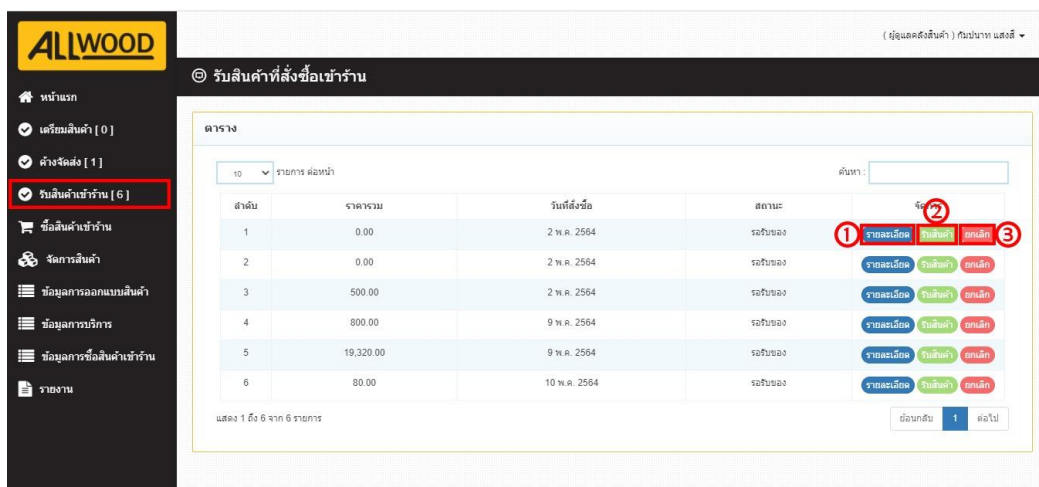 ALLWOOD
( ผู้ดูแลคลังสินค้า ) กัมปนาท แสงสี
รับสินค้าที่สั่งซื้อเข้าร้าน
หน้าแรก
เตรียมสินค้า [ 0 ]
ค้างจัดส่ง [ 1 ]
รับสินค้าเข้าร้าน [ 6 ]
ซื้อสินค้าเข้าร้าน
จัดการสินค้า
ข้อมูลการออกแบบสินค้า
ข้อมูลการบริการ
ข้อมูลการซื้อสินค้าเข้าร้าน
รายงาน
ตาราง
10 รายการ ต่อหน้า
ค้นหา :
ลำดับ ราคารวม วันที่สั่งซื้อ สถานะ
② 
1 0.00 2 พ.ค. 2564 รอรับของ ① รายละเอียด รับสินค้า ยกเลิก ③
2 0.00 2 พ.ค. 2564 รอรับของ รายละเอียด รับสินค้า ยกเลิก
3 500.00 2 พ.ค. 2564 รอรับของ รายละเอียด รับสินค้า ยกเลิก
4 800.00 9 พ.ค. 2564 รอรับของ รายละเอียด รับสินค้า ยกเลิก
5 19,320.00 9 พ.ค. 2564 รอรับของ รายละเอียด รับสินค้า ยกเลิก
6 80.00 10 พ.ค. 2564 รอรับของ รายละเอียด รับสินค้า ยกเลิก
แสดง 1 ถึง 6 จาก 6 รายการ
ย้อนกลับ 1 ต่อไป